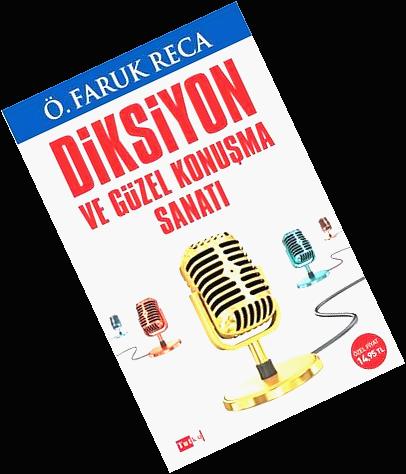 Ö. FARUK RECA
DİKSİYON
VE GÜZEL KONUŞMA
SANATI
ÖZEL FİYAT
14,95 TL